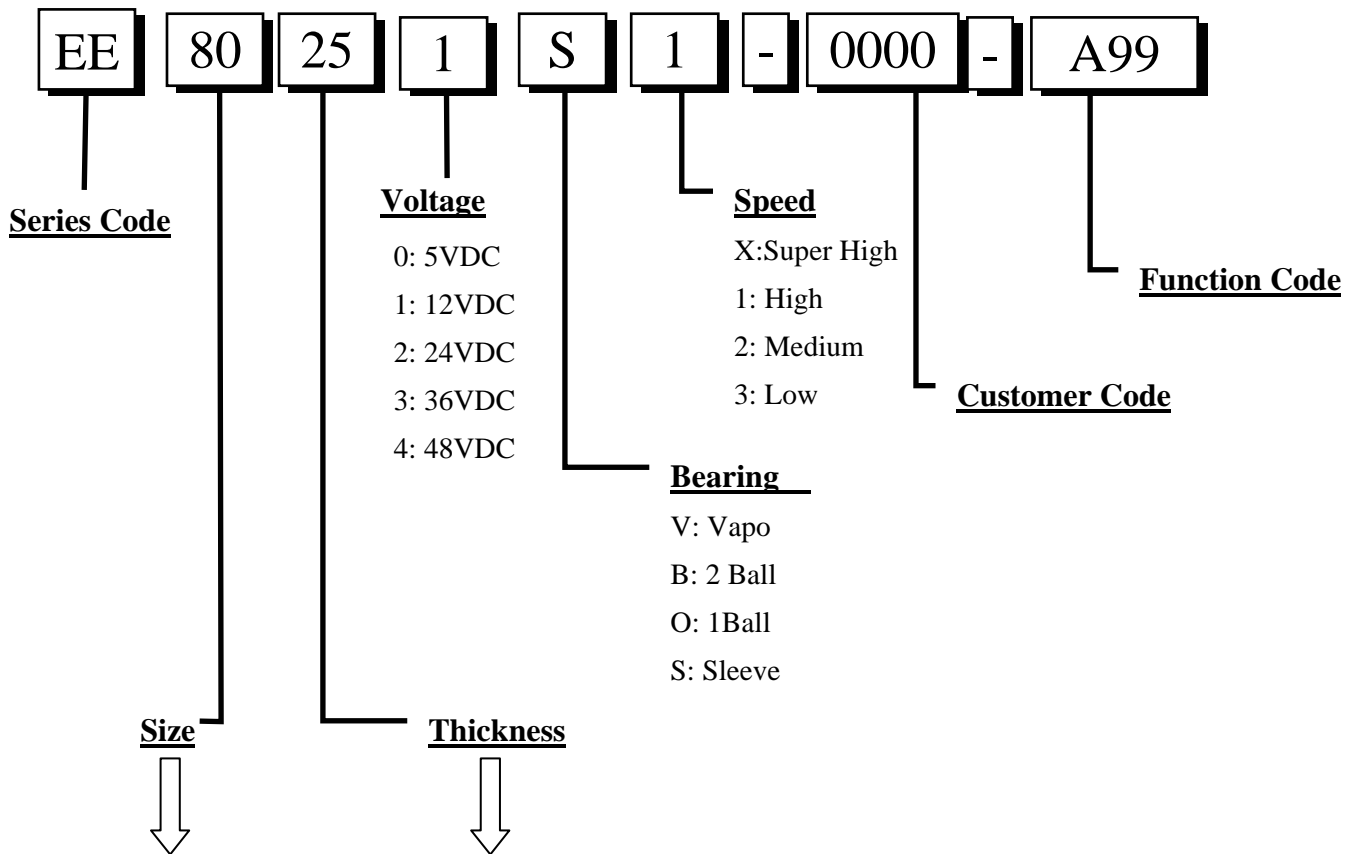 EE 80 25 1 S 1 - 0000 - A99
Series Code
Voltage
0: 5VDC
1: 12VDC
2: 24VDC
3: 36VDC
4: 48VDC
Speed
X:Super High
1: High
2: Medium
3: Low
Function Code
Customer Code
Bearing
V: Vapo
B: 2 Ball
O: 1Ball
S: Sleeve
Size
Thickness